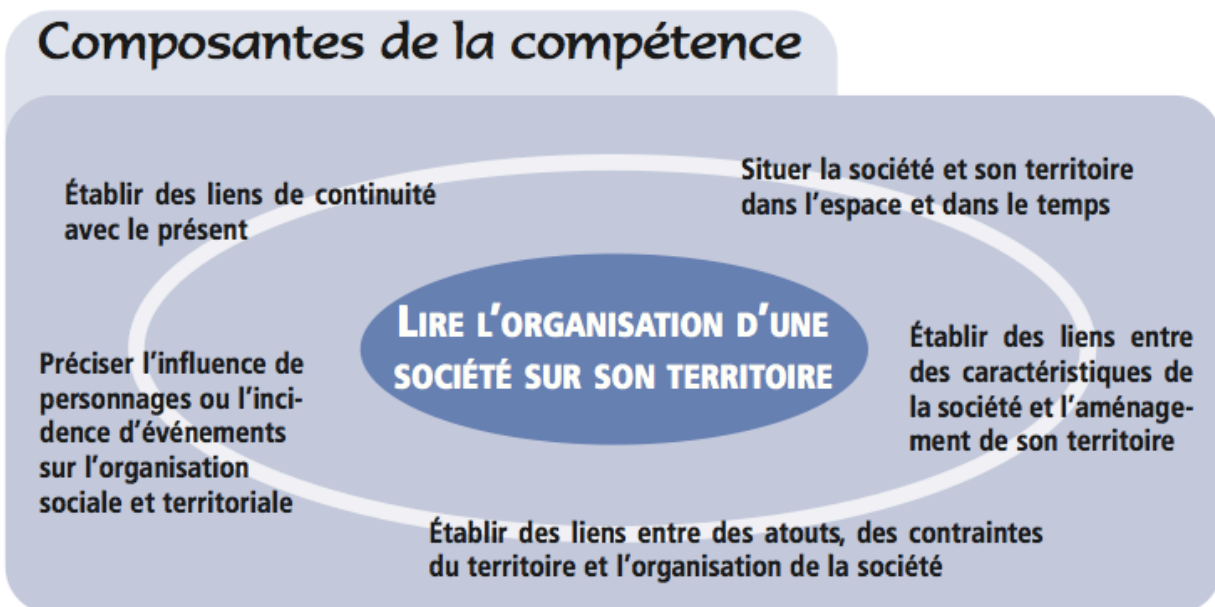 Composantes de la compétence
Établir des liens de continuité
avec le présent
Situer la société et son territoire
dans l'espace et dans le temps
LIRE L'ORGANISATION D'UNE
SOCIÉTÉ SUR SON TERRITOIRE
Préciser l'influence de
personnages ou l'inci-
dence d'événements
sur l'organisation
sociale et territoriale
Établir des liens entre
des caractéristiques de
la société et l'aménage-
ment de son territoire
Établir des liens entre des atouts, des contraintes
du territoire et l'organisation de la société